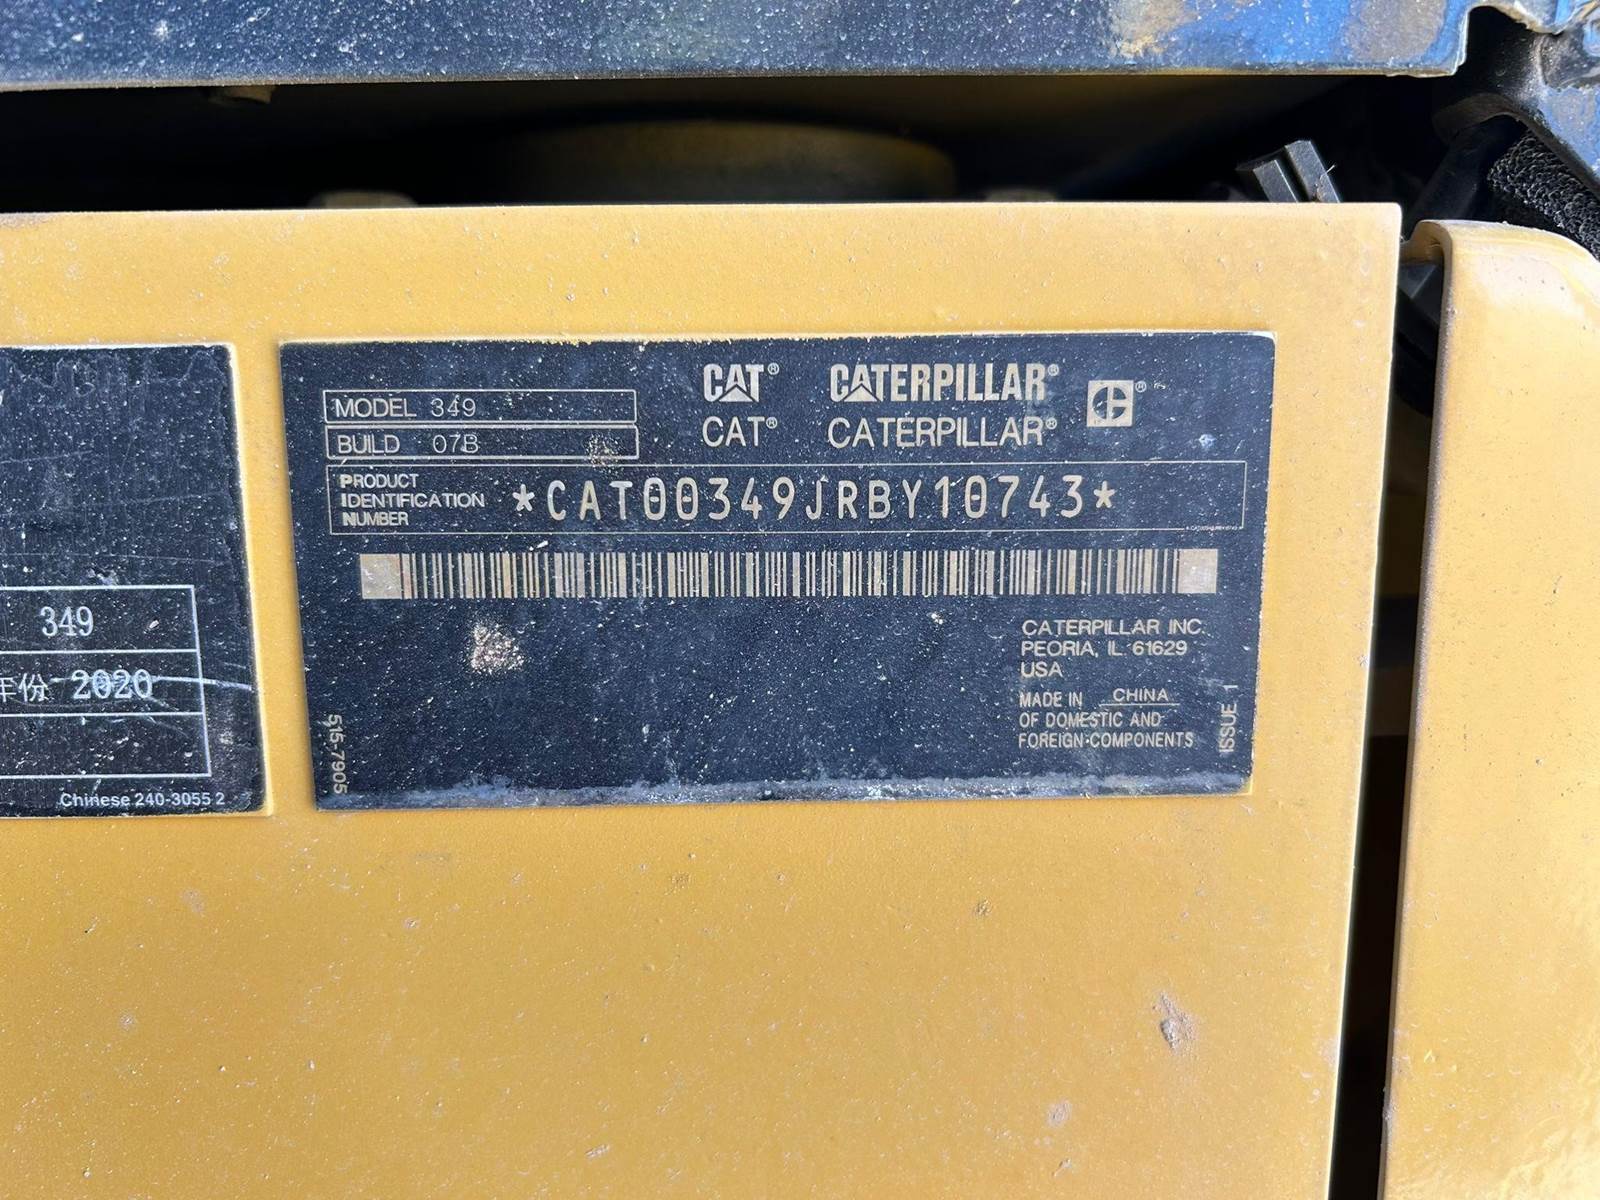 349
年份 2020
Chinese 240-3055 2
CAT® CATERPILLAR®
CAT® CATERPILLAR®
MODEL 349
BUILD 07B
PRODUCT
IDENTIFICATION
NUMBER
*CAT00349JRBY10743*
CATERPILLAR INC.
PEORIA, IL 61629
USA
MADE IN CHINA
OF DOMESTIC AND
FOREIGN COMPONENTS
515-7905
ISSUE 1